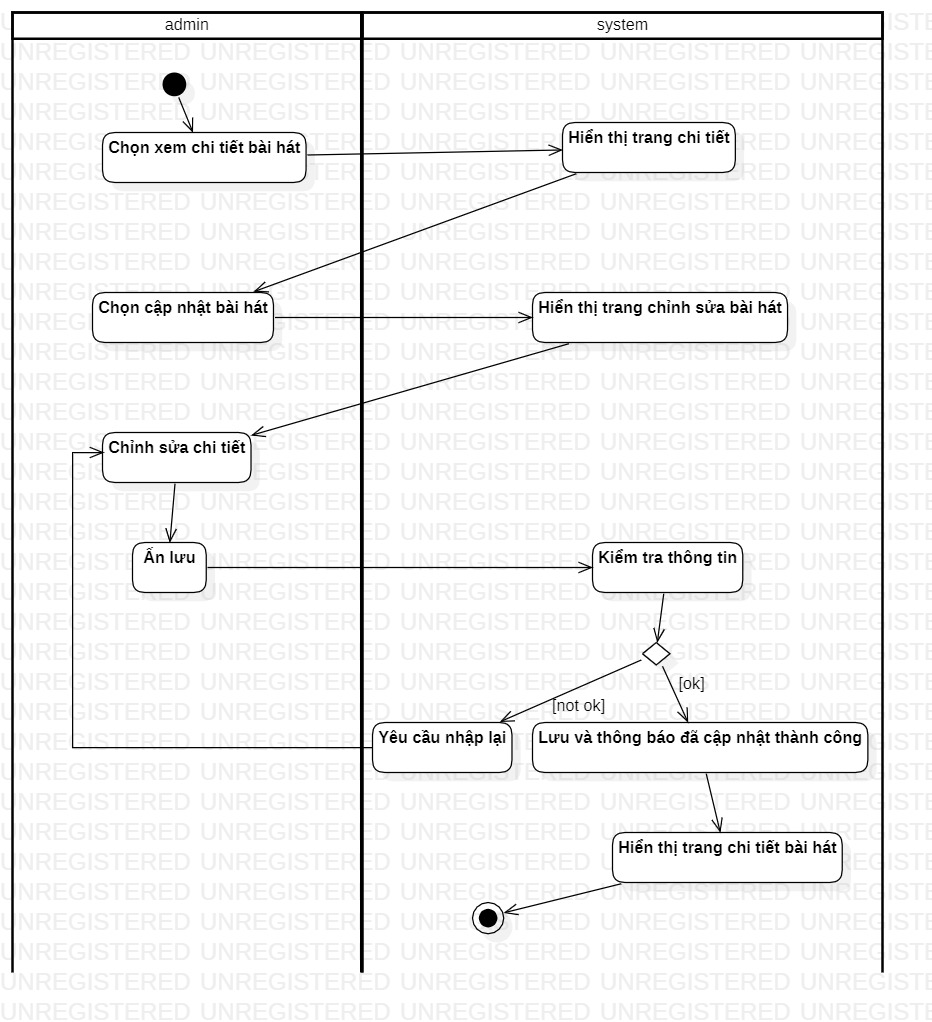 admin
system
Chọn xem chi tiết bài hát
Hiển thị trang chi tiết
Chọn cập nhật bài hát
Hiển thị trang chỉnh sửa bài hát
Chỉnh sửa chi tiết
Ấn lưu
Kiểm tra thông tin
[ok]
[not ok]
Yêu cầu nhập lại
Lưu và thông báo đã cập nhật thành công
Hiển thị trang chi tiết bài hát
UNREGISTERED